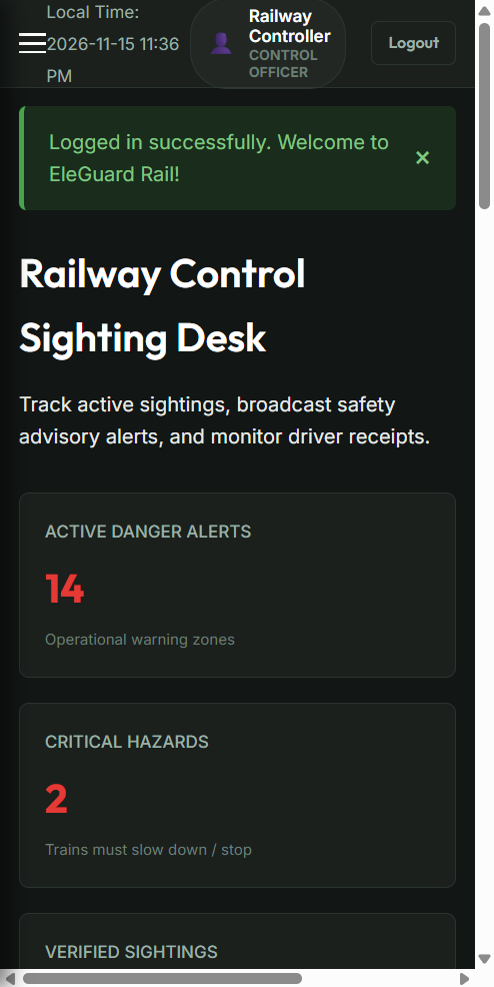 Local Time:
2026-11-15 11:36
PM
Railway
Controller
CONTROL
OFFICER
Logout
Logged in successfully. Welcome to
EleGuard Rail!
×
Railway Control
Sighting Desk
Track active sightings, broadcast safety
advisory alerts, and monitor driver receipts.
ACTIVE DANGER ALERTS
14
Operational warning zones
CRITICAL HAZARDS
2
Trains must slow down / stop
VERIFIED SIGHTINGS